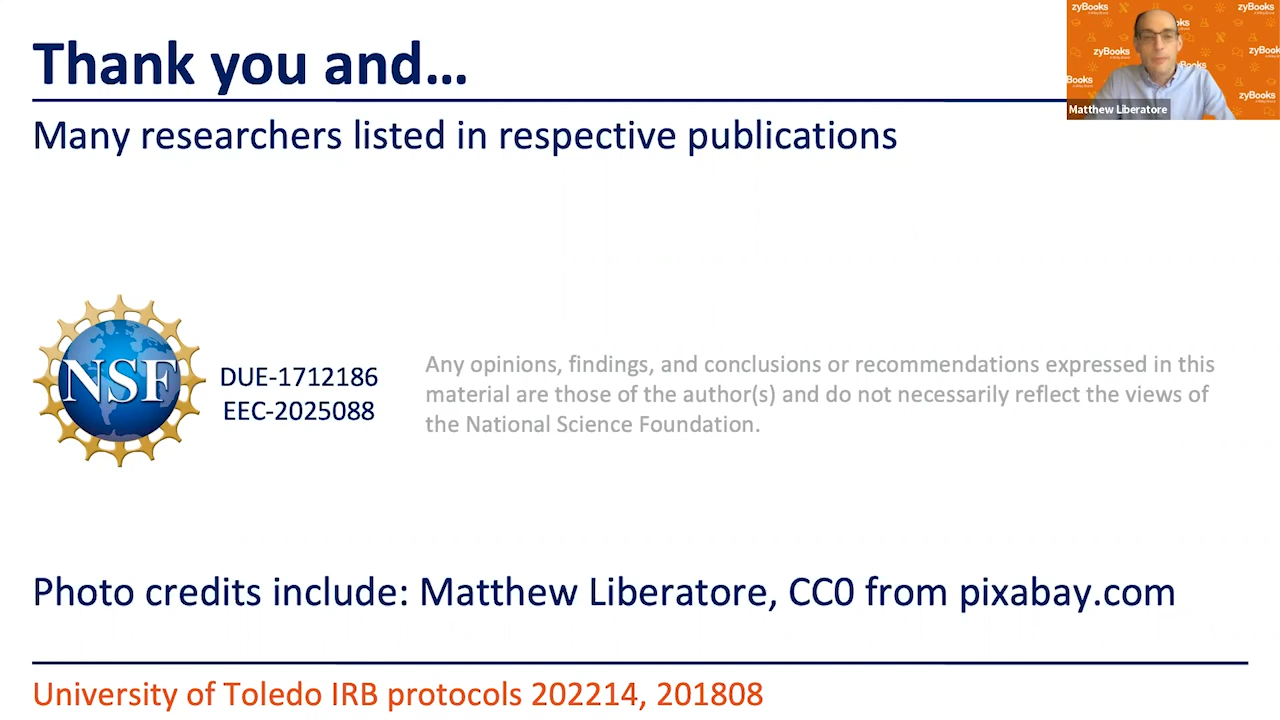 Thank you and…
Many researchers listed in respective publications
zyBooks
zyBooks
zyBooks
zyBooks
Matthew Liberatore
NSF
DUE-1712186
EEC-2025088
Any opinions, findings, and conclusions or recommendations expressed in this
material are those of the author(s) and do not necessarily reflect the views of
the National Science Foundation.
Photo credits include: Matthew Liberatore, CC0 from pixabay.com
University of Toledo IRB protocols 202214, 201808